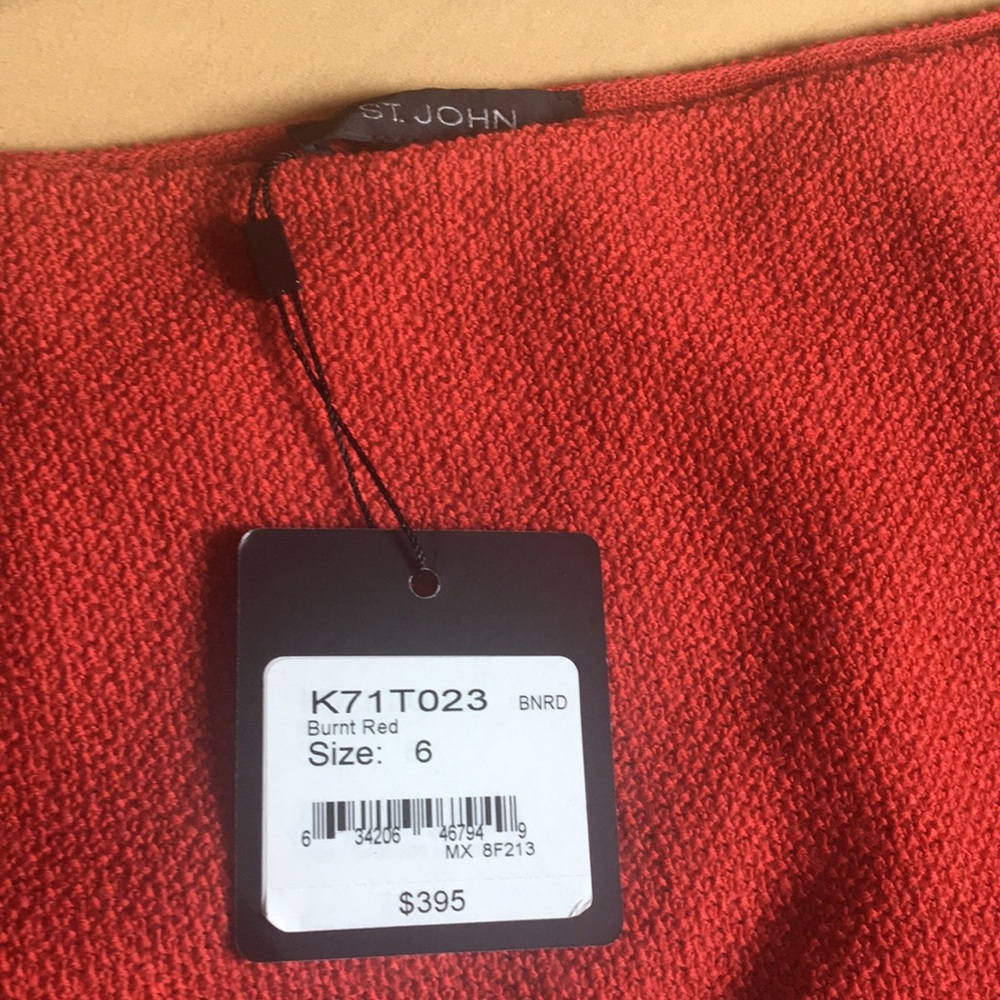 ST. JOHN
K71T023 BNRD
Burnt Red
Size: 6
6 34206 46794 9
MX 8F213
$395